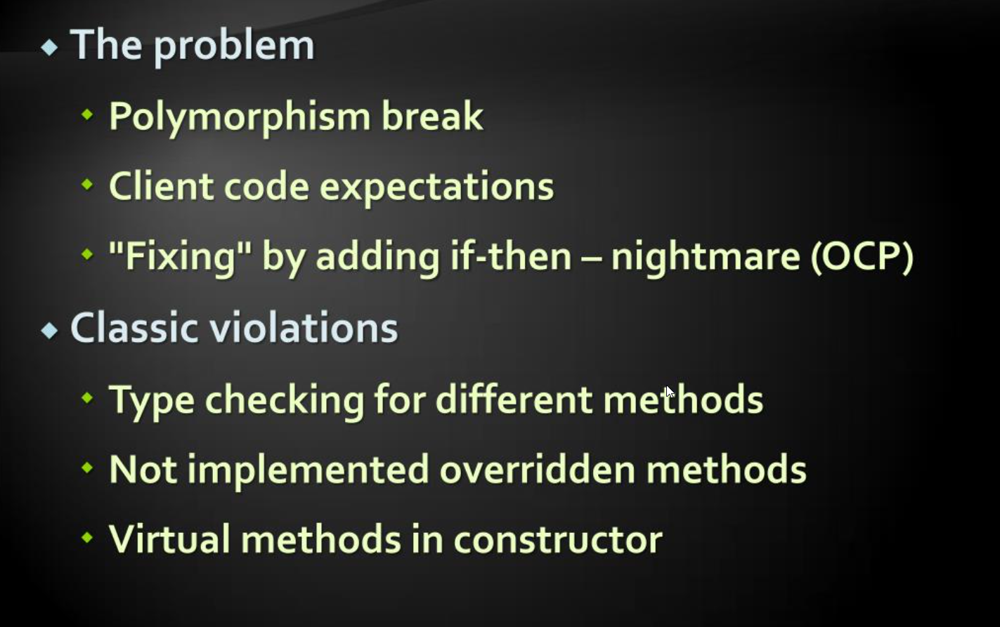 The problem
Polymorphism break
Client code expectations
"Fixing" by adding if-then – nightmare (OCP)
Classic violations
Type checking for different methods
Not implemented overridden methods
Virtual methods in constructor